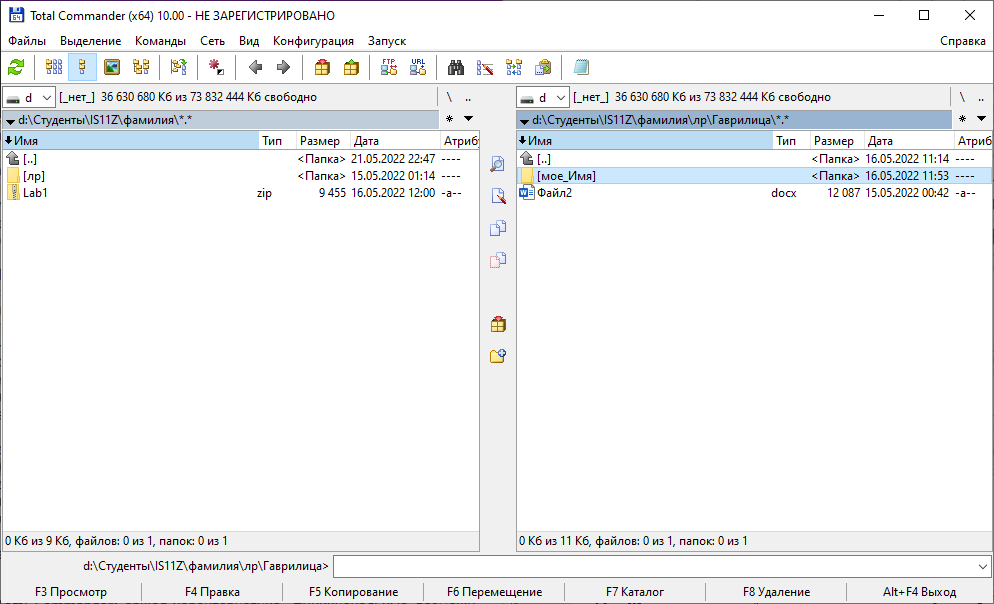 Total Commander (x64) 10.00 - НЕ ЗАРЕГИСТРИРОВАНО
Файлы Выделение Команды Сеть Вид Конфигурация Запуск Справка
FTP URL
d [_нет_] 36 630 680 Кб из 73 832 444 Кб свободно \ ..
d:\Студенты\IS11Z\фамилия\*.* * 
Имя Тип Размер Дата Атрибу
[..] <Папка> 21.05.2022 22:47 ----
[лр] <Папка> 15.05.2022 01:14 ----
Lab1 zip 9 455 16.05.2022 12:00 -a--
0 Кб из 9 Кб, файлов: 0 из 1, папок: 0 из 1
d [_нет_] 36 630 680 Кб из 73 832 444 Кб свободно \ ..
d:\Студенты\IS11Z\фамилия\лр\Гаврилица\*.* *
Имя Тип Размер Дата Атриб
[..] <Папка> 16.05.2022 11:14 ----
[мое_Имя] <Папка> 16.05.2022 11:53 ----
Файл2 docx 12 087 15.05.2022 00:42 -a--
0 Кб из 11 Кб, файлов: 0 из 1, папок: 0 из 1
d:\Студенты\IS11Z\фамилия\лр\Гаврилица>
F3 Просмотр F4 Правка F5 Копирование F6 Перемещение F7 Каталог F8 Удаление Alt+F4 Выход